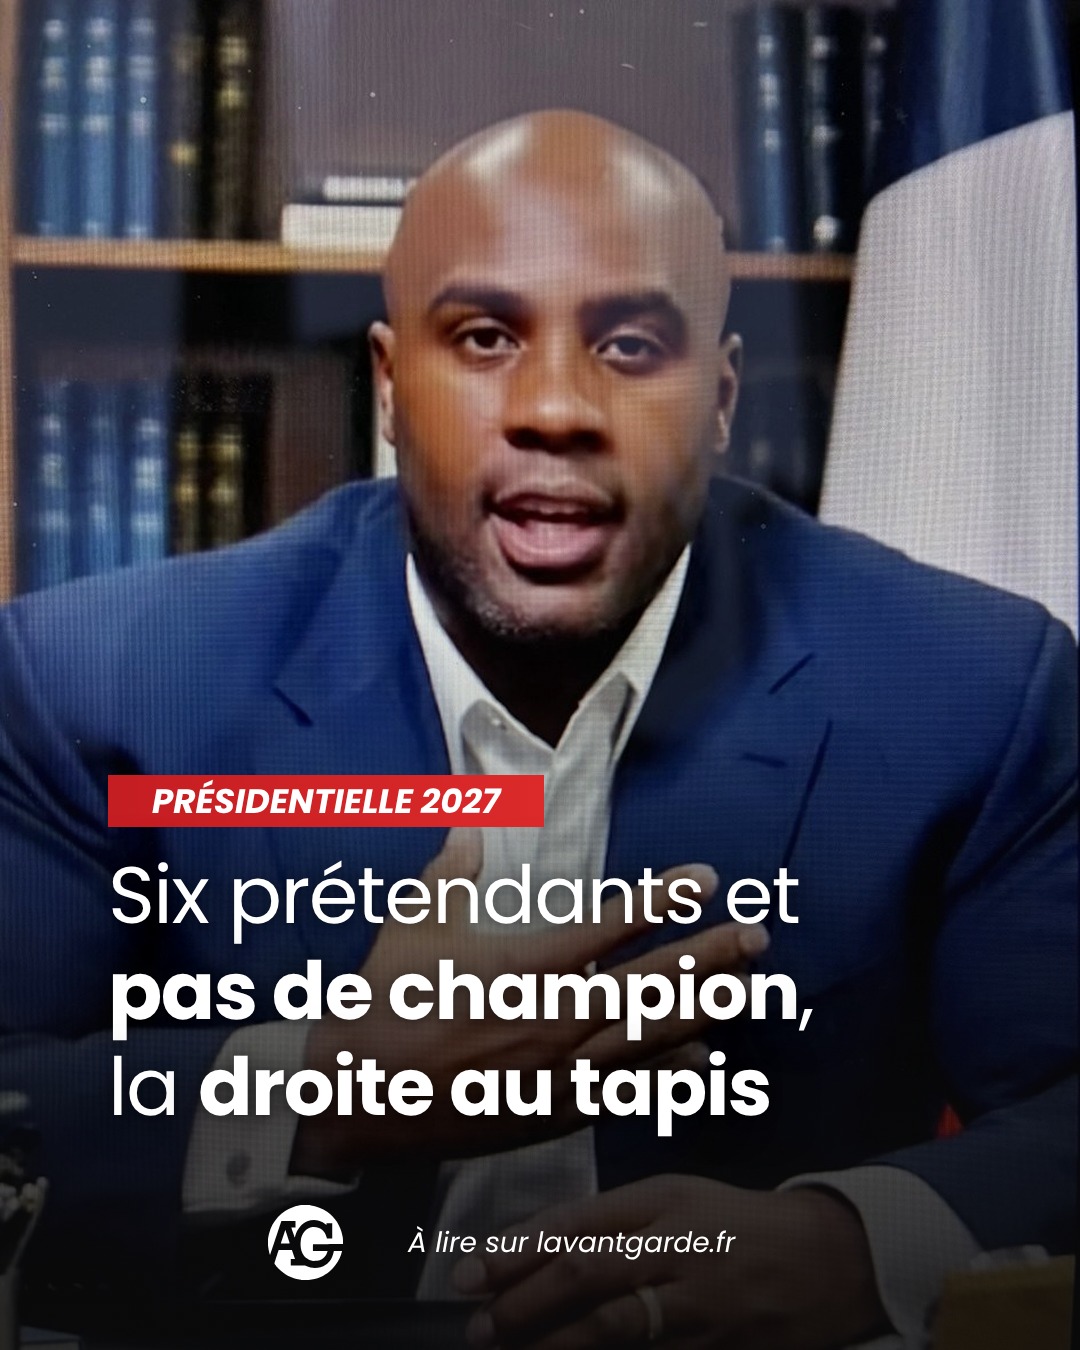 PRÉSIDENTIELLE 2027
Six prétendants et
pas de champion,
la droite au tapis
AG
À lire sur lavantgarde.fr